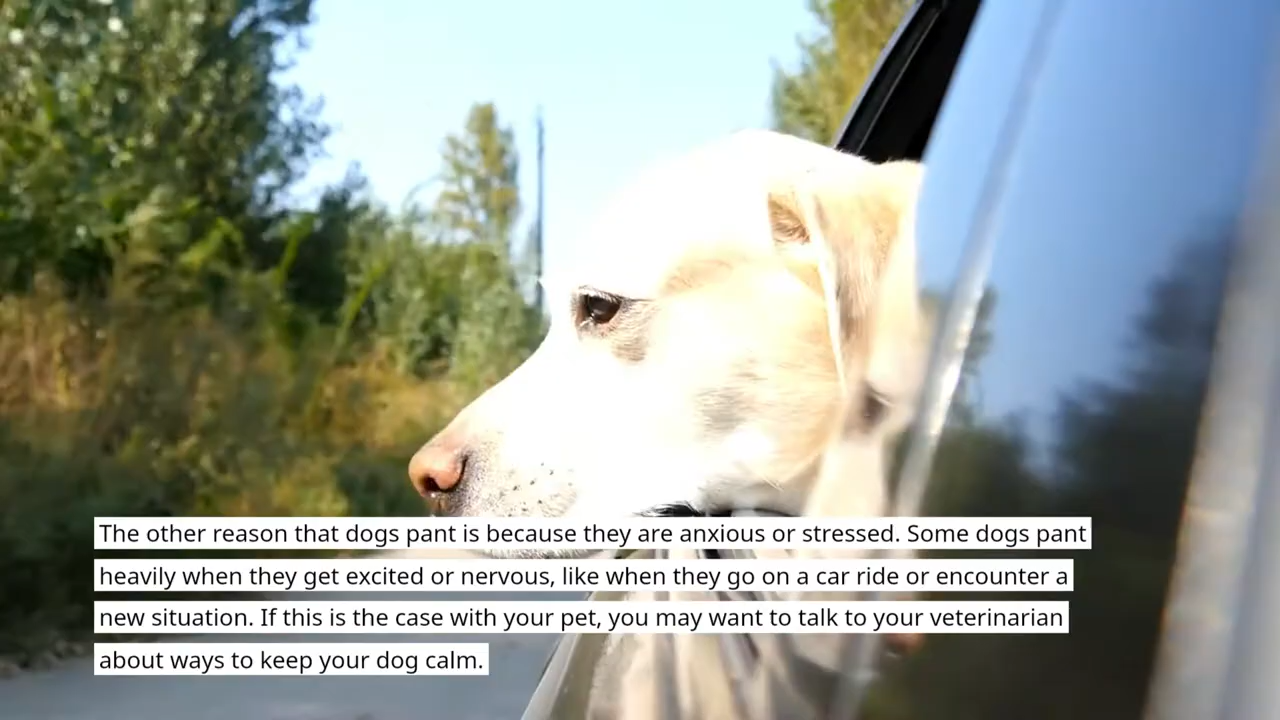 The other reason that dogs pant is because they are anxious or stressed. Some dogs pant
heavily when they get excited or nervous, like when they go on a car ride or encounter a
new situation. If this is the case with your pet, you may want to talk to your veterinarian
about ways to keep your dog calm.